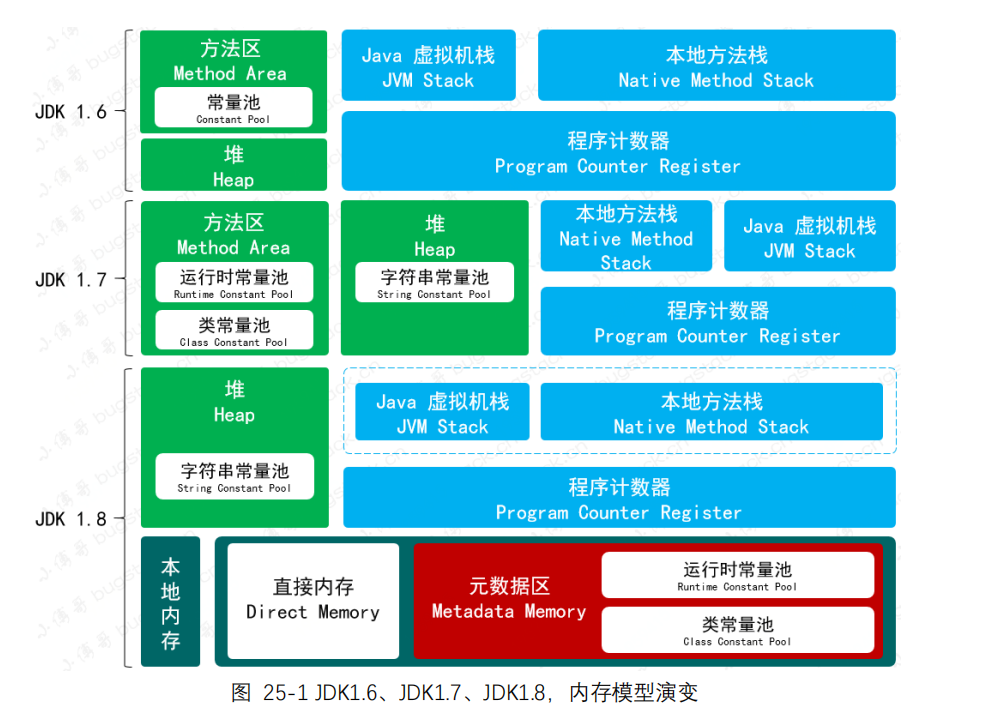 JDK 1.6
方法区
Method Area
常量池
Constant Pool
堆
Heap
Java 虚拟机栈
JVM Stack
本地方法栈
Native Method Stack
程序计数器
Program Counter Register
JDK 1.7
方法区
Method Area
运行时常量池
Runtime Constant Pool
类常量池
Class Constant Pool
堆
Heap
字符串常量池
String Constant Pool
本地方法栈
Native Method
Stack
Java 虚拟机栈
JVM Stack
程序计数器
Program Counter Register
JDK 1.8
堆
Heap
字符串常量池
String Constant Pool
Java 虚拟机栈
JVM Stack
本地方法栈
Native Method Stack
程序计数器
Program Counter Register
本
地
内
存
直接内存
Direct Memory
元数据区
Metadata Memory
运行时常量池
Runtime Constant Pool
类常量池
Class Constant Pool
图 25-1 JDK1.6、JDK1.7、JDK1.8，内存模型演变